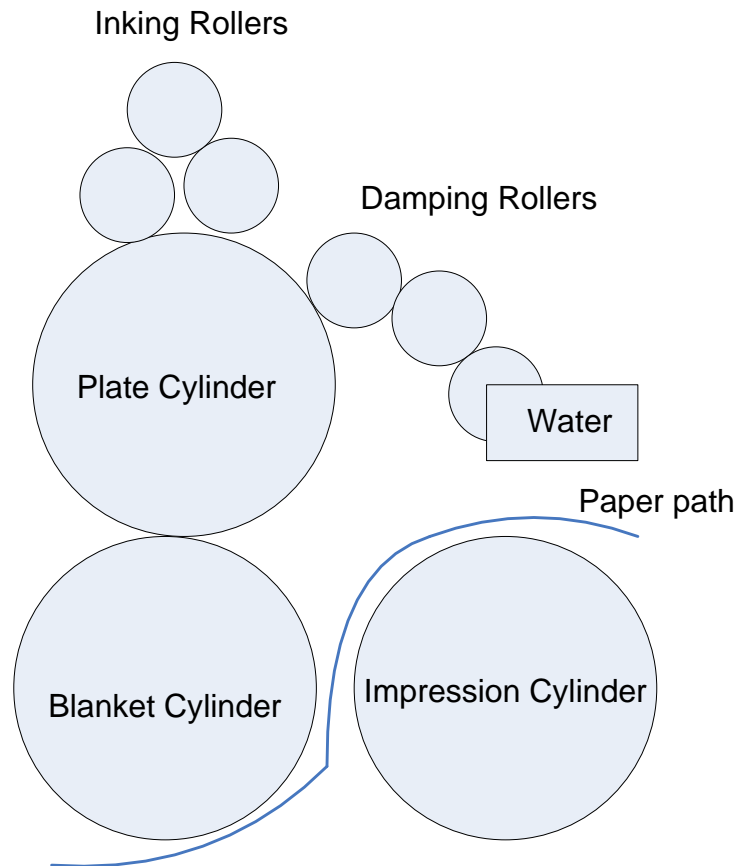 Inking Rollers
Damping Rollers
Plate Cylinder
Water
Paper path
Impression Cylinder
Blanket Cylinder